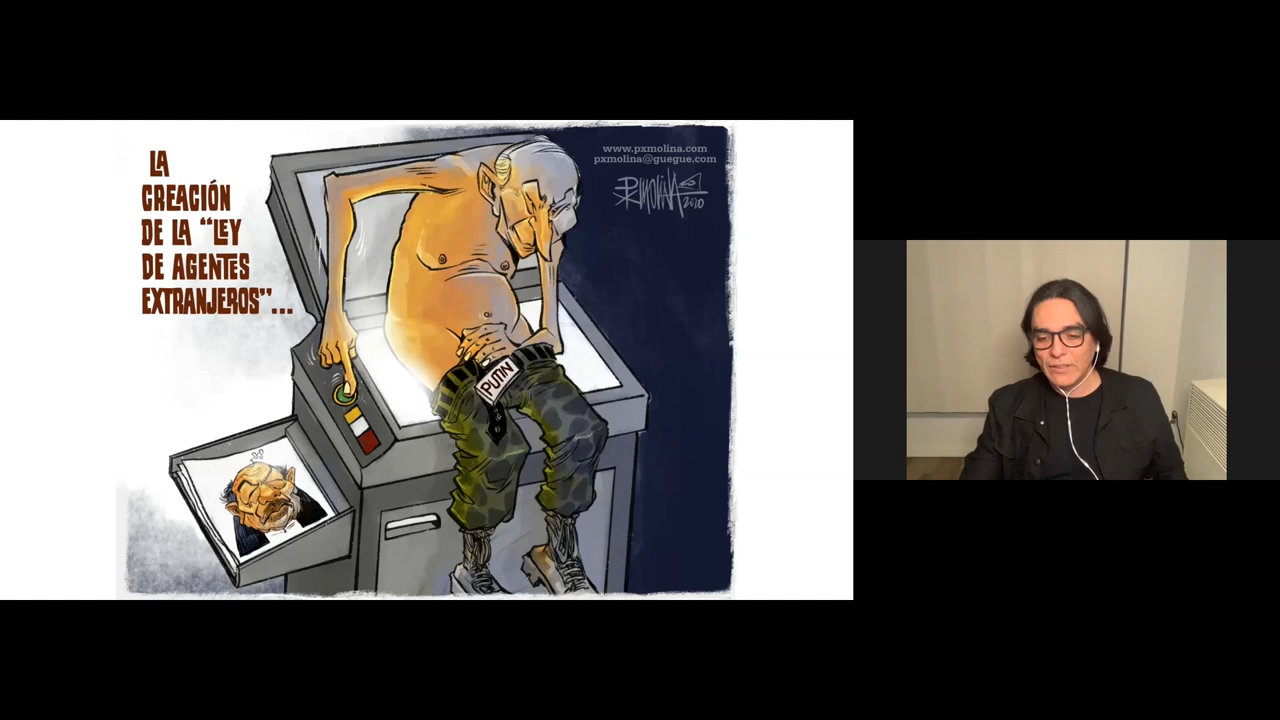 LA
CREACIÓN
DE LA “LEY
DE AGENTES
EXTRANJEROS”...
www.pxmolina.com
pxmolina@guegue.com
PXMOLINA
2020
PUTIN